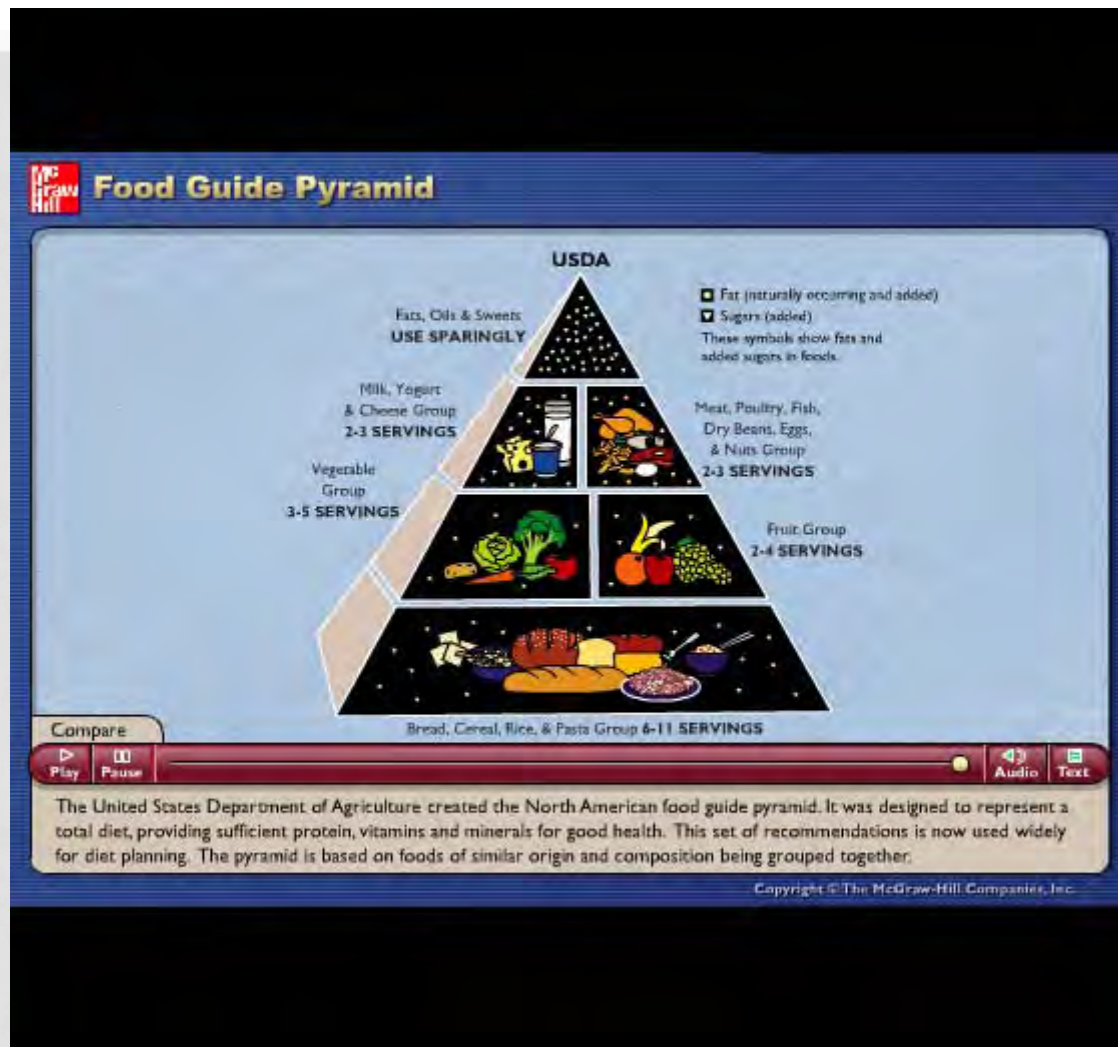 Mc
Graw
Hill
Food Guide Pyramid
USDA
Fats, Oils & Sweets
USE SPARINGLY
Fat (naturally occurring and added)
Sugars (added)
These symbols show fats and
added sugars in foods.
Milk, Yogurt
& Cheese Group
2-3 SERVINGS
Meat, Poultry, Fish,
Dry Beans, Eggs,
& Nuts Group
2-3 SERVINGS
Vegetable
Group
3-5 SERVINGS
Fruit Group
2-4 SERVINGS
Bread, Cereal, Rice, & Pasta Group 6-11 SERVINGS
Compare
Play
Pause
Audio
Text
The United States Department of Agriculture created the North American food guide pyramid. It was designed to represent a
total diet, providing sufficient protein, vitamins and minerals for good health. This set of recommendations is now used widely
for diet planning. The pyramid is based on foods of similar origin and composition being grouped together.
Copyright © The McGraw-Hill Companies, Inc.